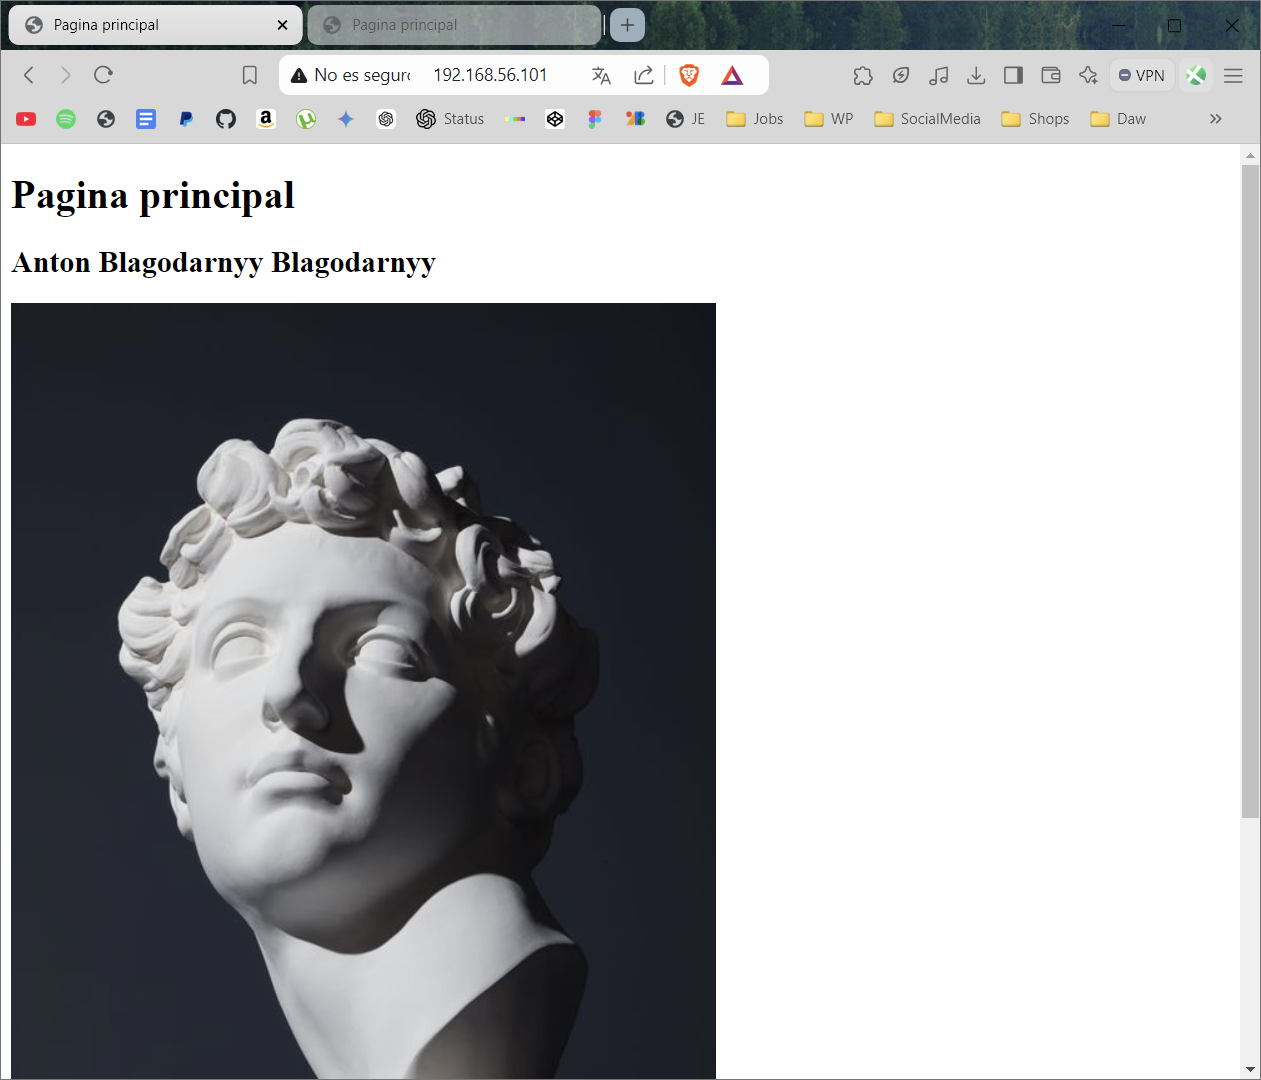 Pagina principal
Pagina principal
No es seguro
192.168.56.101
VPN
Status
JE
Jobs
WP
SocialMedia
Shops
Daw
Pagina principal
Anton Blagodarnyy Blagodarnyy